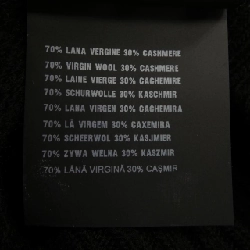 70% LANA VERGINE 30% CASHMERE
70% VIRGIN WOOL 30% CASHMERE
70% LAINE VIERGE 30% CACHEMIRE
70% SCHURWOLLE 30% KASCHMIR
70% LANA VIRGEN 30% CACHEMIRA
70% LÃ VIRGEM 30% CAXEMIRA
70% SCHEERWOL 30% KASJMIER
70% ZYWA WELNA 30% KASZMIR
70% LÂNĂ VIRGINĂ 30% CAȘMIR